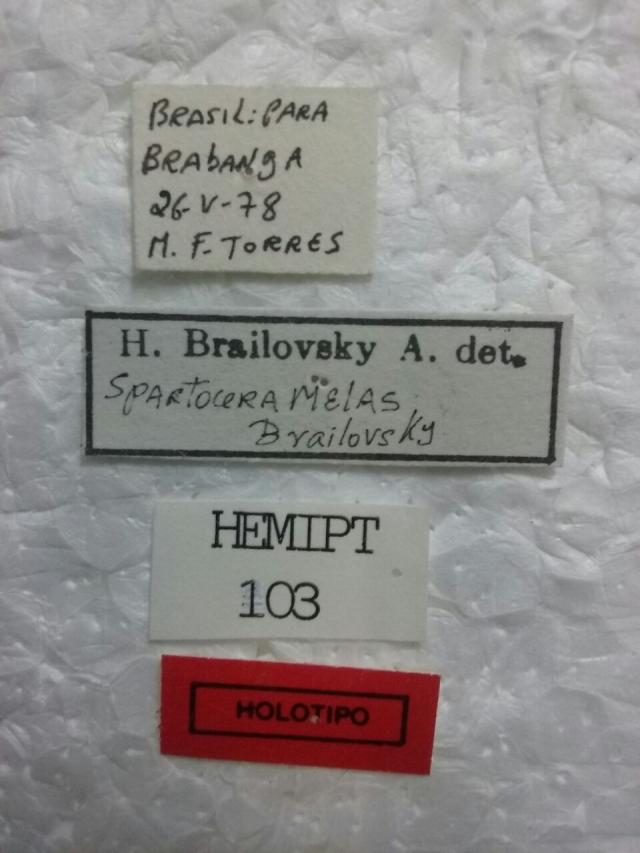 BRASIL: PARA
BRABANGA
26-V-78
M. F. TORRES
H. Brailovsky A. det.
SPARTOCERA MELAS
Brailovsky
HEMIPT
103
HOLOTIPO